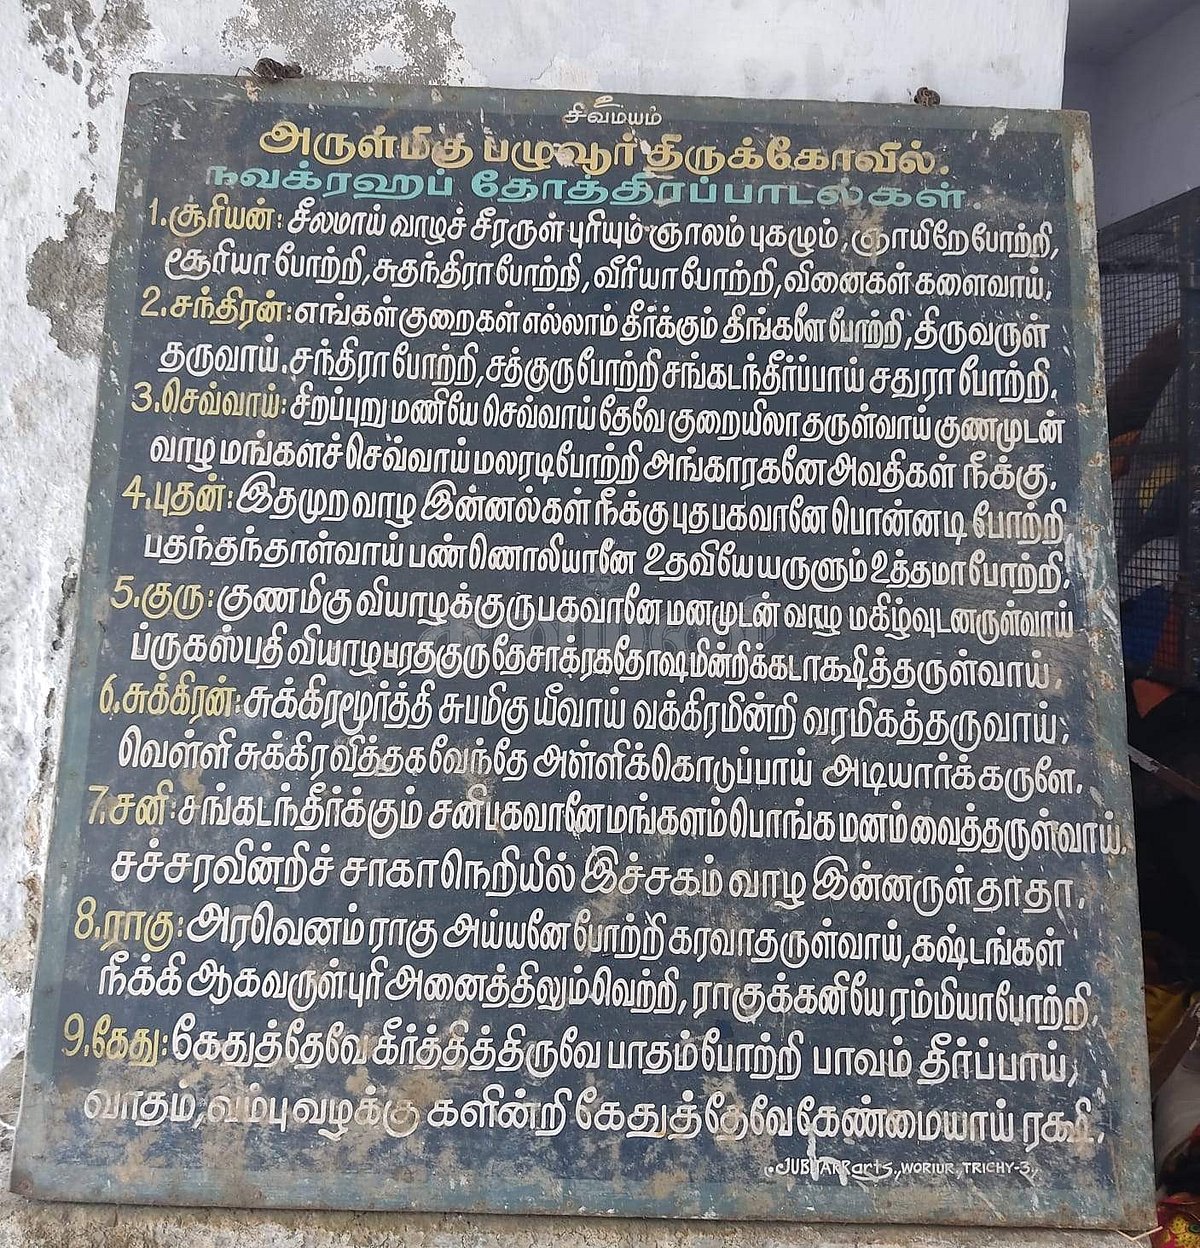 சிவமயம்
அருள்மிகு பழுவூர் திருக்கோவில்.
நவக்ரஹப் தோத்திரப்பாடல்கள்.
1.சூரியன்: சீலமாய் வாழச் சீரருள் புரியும் ஞாலம் புகழும், ஞாயிறே போற்றி,
சூரியா போற்றி, சுதந்திரா போற்றி, வீரியா போற்றி, வினைகள் களைவாய்.
2.சந்திரன்: எங்கள் குறைகள் எல்லாம் தீர்க்கும் திங்களே போற்றி, திருவருள்
தருவாய். சந்திரா போற்றி, சத்குரு போற்றி சங்கடந்தீர்ப்பாய் சதுரா போற்றி.
3.செவ்வாய்: சிறப்புறு மணியே செவ்வாய் தேவே குறையிலா தருள்வாய் குணமுடன்
வாழ மங்களச் செவ்வாய் மலரடி போற்றி அங்காரகனே அவதிகள் நீக்கு.
4.புதன்: இதமுற வாழ இன்னல்கள் நீக்கு புதபகவானே பொன்னடி போற்றி
பதந்தந்தாள்வாய் பண்ணொலியானே உதவியே யருளும் உத்தமா போற்றி,
5.குரு: குணமிகு வியாழக்குரு பகவானே மனமுடன் வாழ மகிழ்வுடனருள்வாய்
ப்ருகஸ்பதி வியாழபரதகுரு தேசா க்ரகதோஷமின்றிக்கடாக்ஷித்தருள்வாய்.
6.சுக்கிரன்: சுக்கிரமூர்த்தி சுபமிகு யீவாய் வக்கிரமின்றி வரமிகத்தருவாய்;
வெள்ளி சுக்கிர வித்தக வேந்தே அள்ளிக்கொடுப்பாய் அடியார்க்கருளே.
7.சனி: சங்கடந்தீர்க்கும் சனிபகவானே மங்களம்பொங்க மனம்வைத்தருள்வாய்.
சச்சரவின்றிச் சாகா நெறியில் இச்சகம் வாழ இன்னருள் தாதா.
8.ராகு: அரவெனம் ராகு அய்யனே போற்றி கரவாதருள்வாய், கஷ்டங்கள்
நீக்கி ஆகவருள்புரி அனைத்திலும்வெற்றி, ராகுக்கனியே ரம்மியாபோற்றி.
9.கேது: கேதுத்தேவே கீர்த்தித்திருவே பாதம்போற்றி பாவம் தீர்ப்பாய்;
வாதம், வம்பு வழக்கு களின்றி கேதுத்தேவே கேண்மையாய் ரக்ஷி.
arts., WORIUR., TRICHY-3.